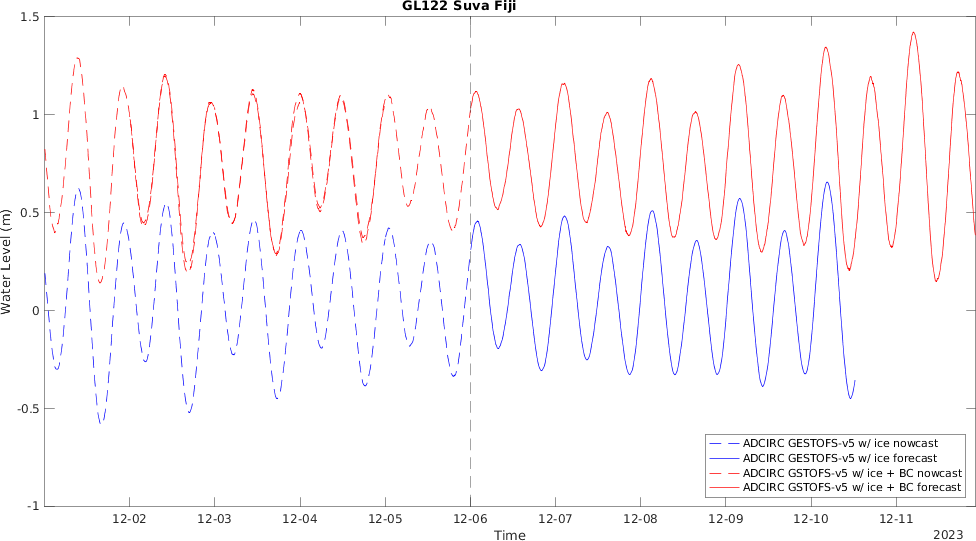 GL122 Suva Fiji
1.5
1
0.5
0
-0.5
-1
Water Level (m)
12-02
12-03
12-04
12-05
12-06
12-07
12-08
12-09
12-10
12-11
Time
2023
ADCIRC GESTOFS-v5 w/ ice nowcast
ADCIRC GESTOFS-v5 w/ ice forecast
ADCIRC GSTOFS-v5 w/ ice + BC nowcast
ADCIRC GSTOFS-v5 w/ ice + BC forecast